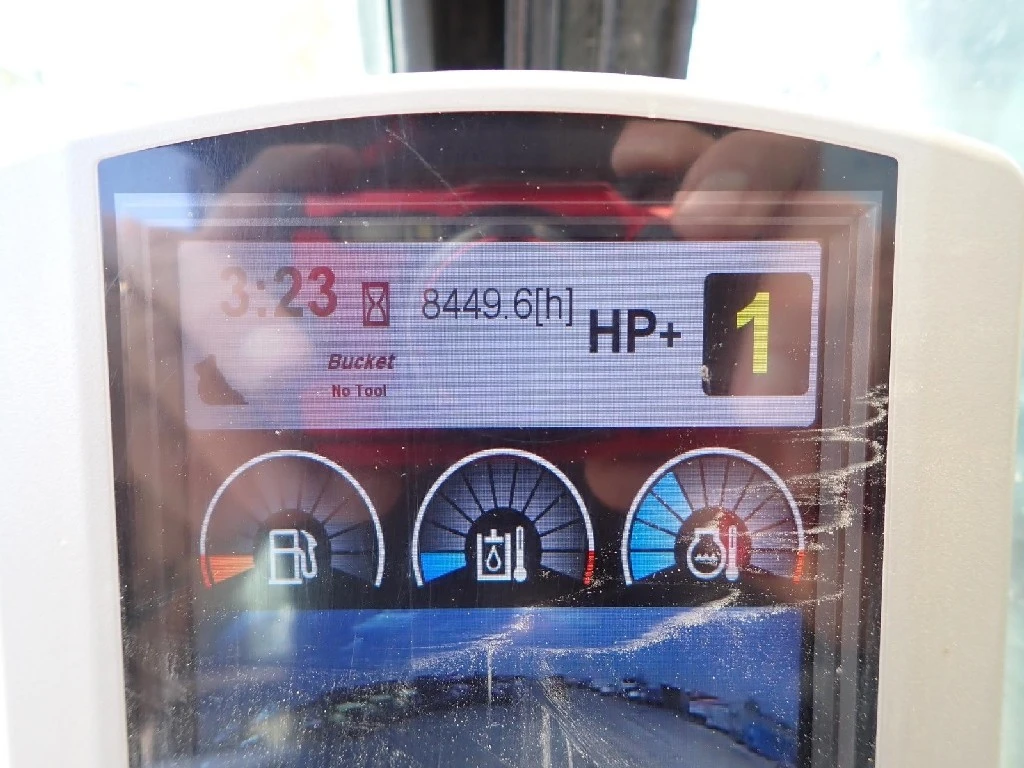 3:23 8449.6[h] HP+ 1
Bucket
No Tool